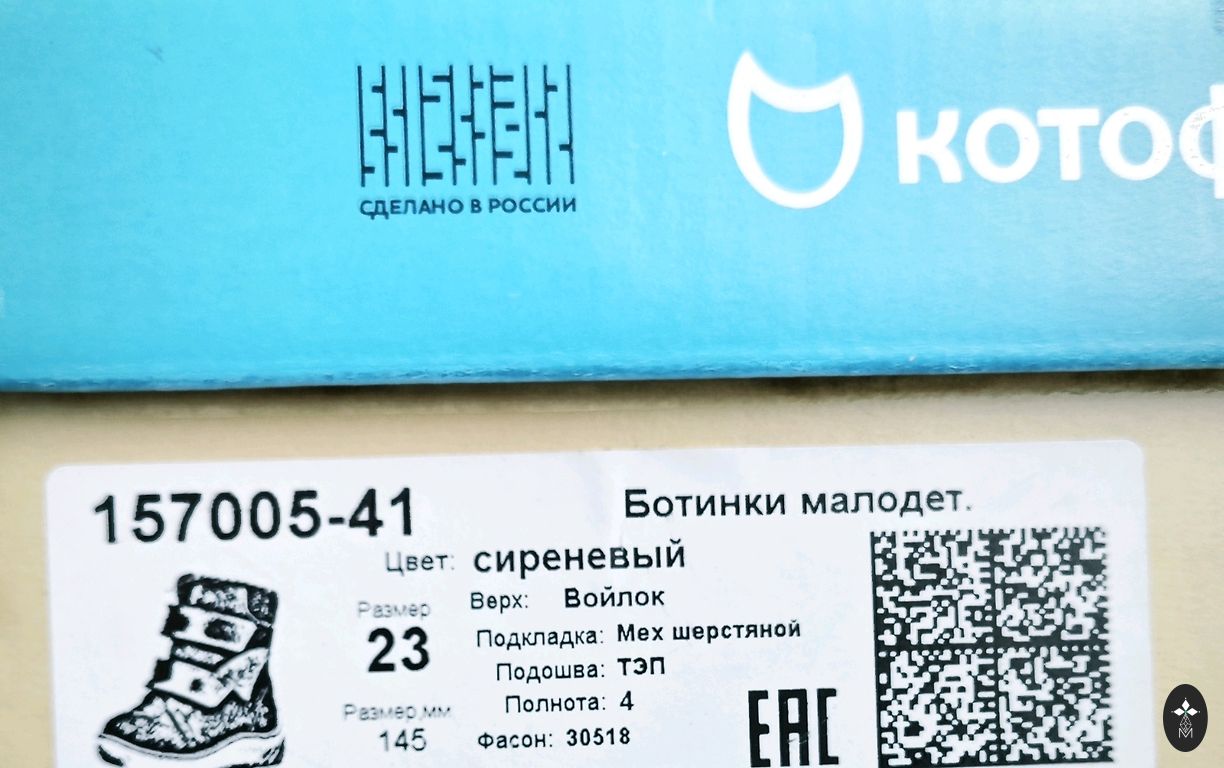 СДЕЛАНО В РОССИИ
КОТОФ
157005-41
Ботинки малодет.
Цвет: сиреневый
Размер
23
Верх: Войлок
Подкладка: Мех шерстяной
Подошва: ТЭП
Полнота: 4
Размер,мм
145
Фасон: 30518
EAC